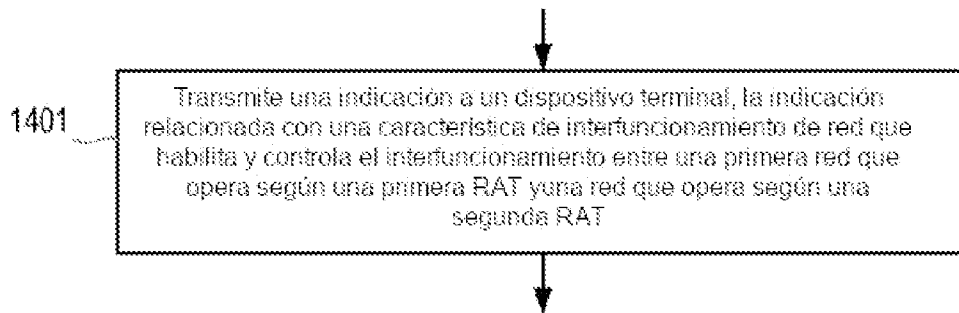 Transmite una indicación a un dispositivo terminal, la indicación
1401 relacionada con una característica de interfuncionamiento de red que
habilita y controla el interfuncionamiento entre una primera red que
opera según una primera RAT yuna red que opera según una
segunda RAT